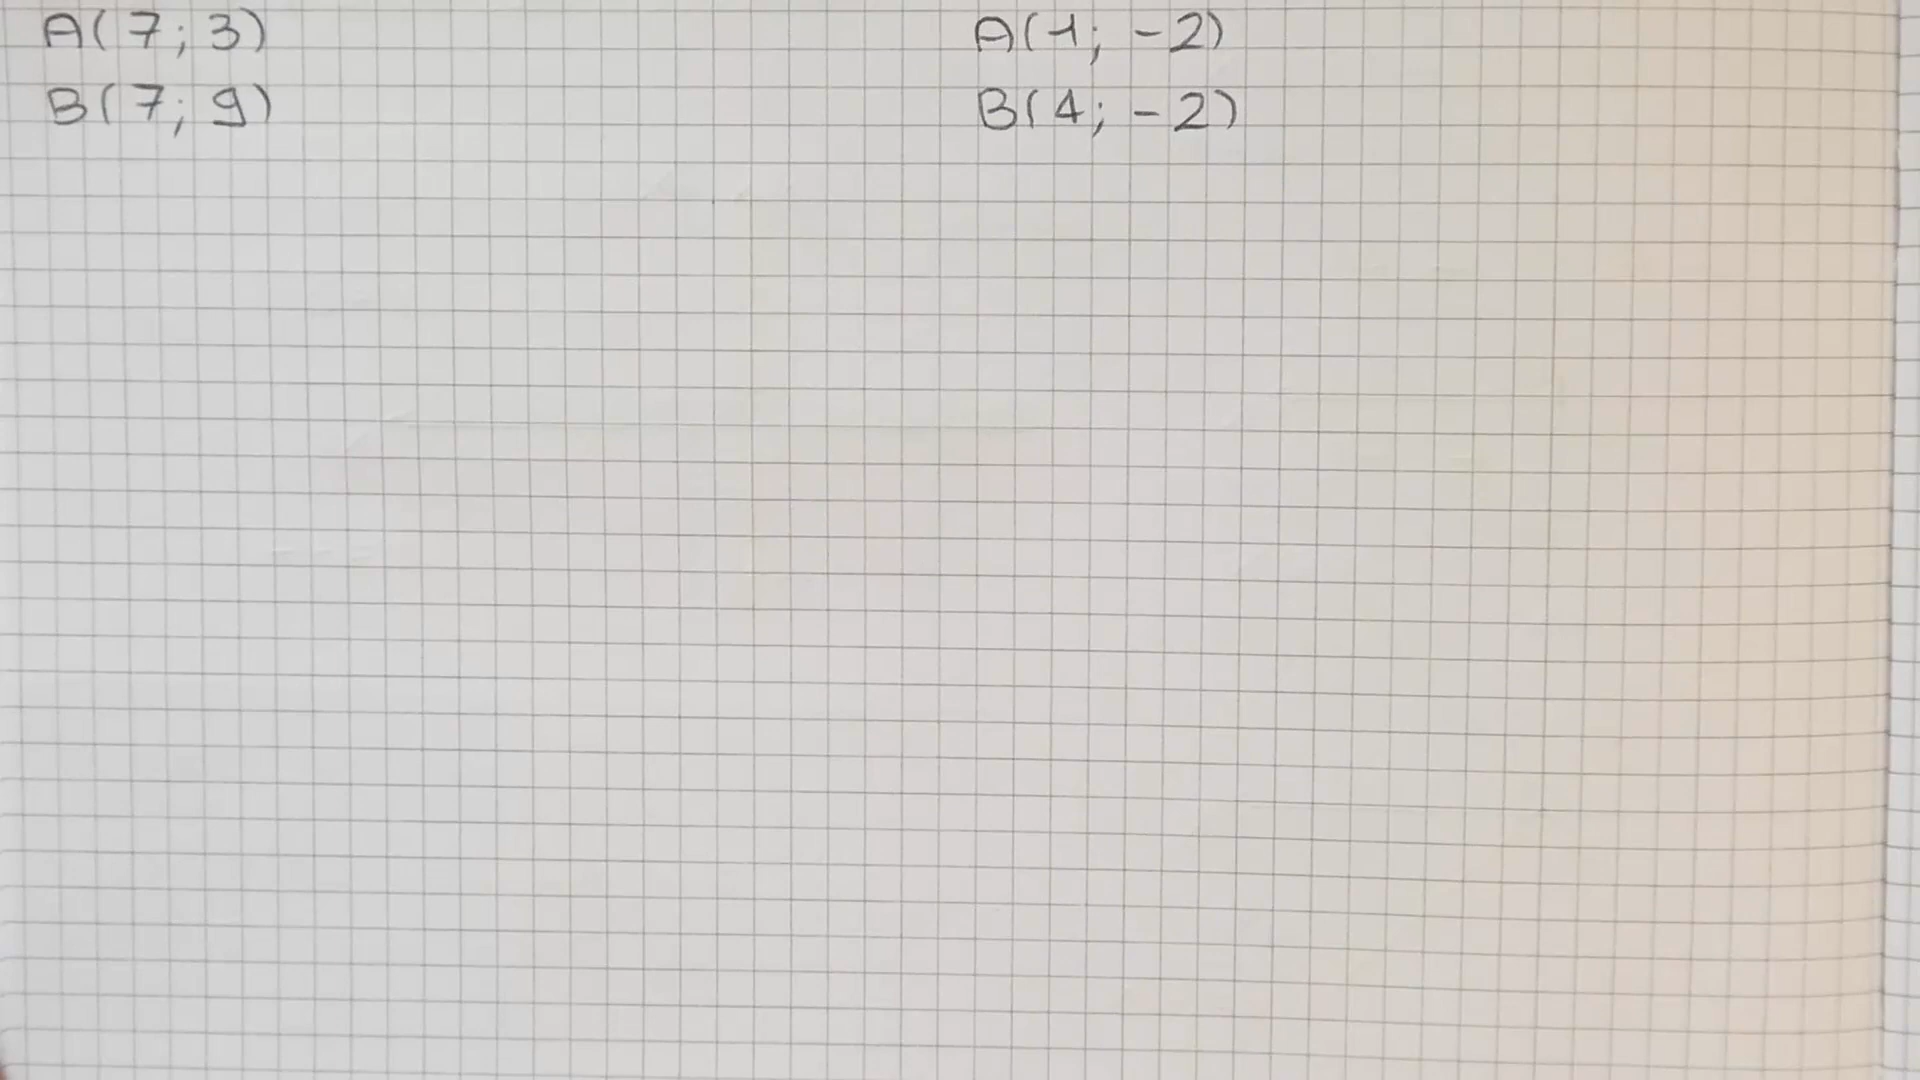 A(7; 3)
B(7; 9)
A(1; -2)
B(4; -2)